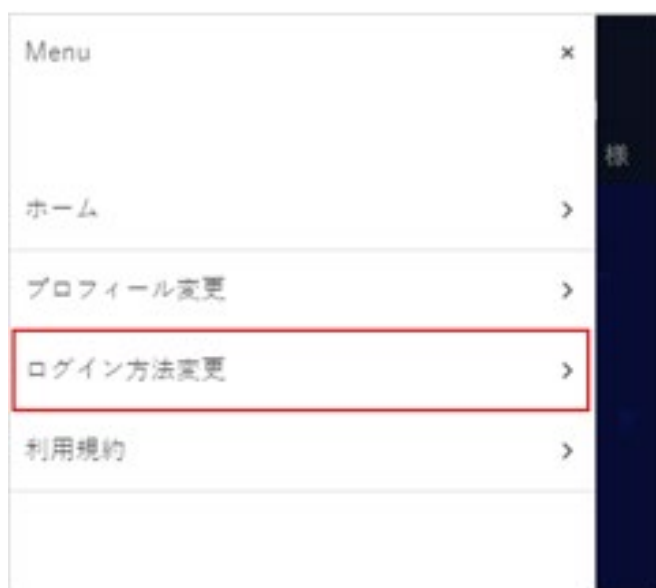 Menu ×
様
ホーム
プロフィール変更
ログイン方法変更
利用規約